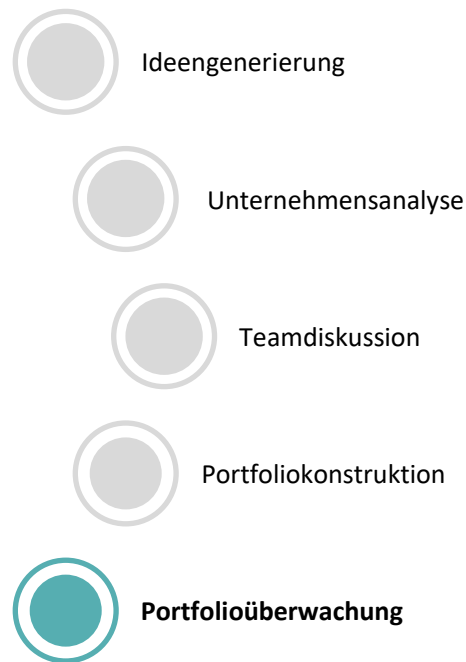 Ideengenerierung
Unternehmensanalyse
Teamdiskussion
Portfoliokonstruktion
Portfolioüberwachung